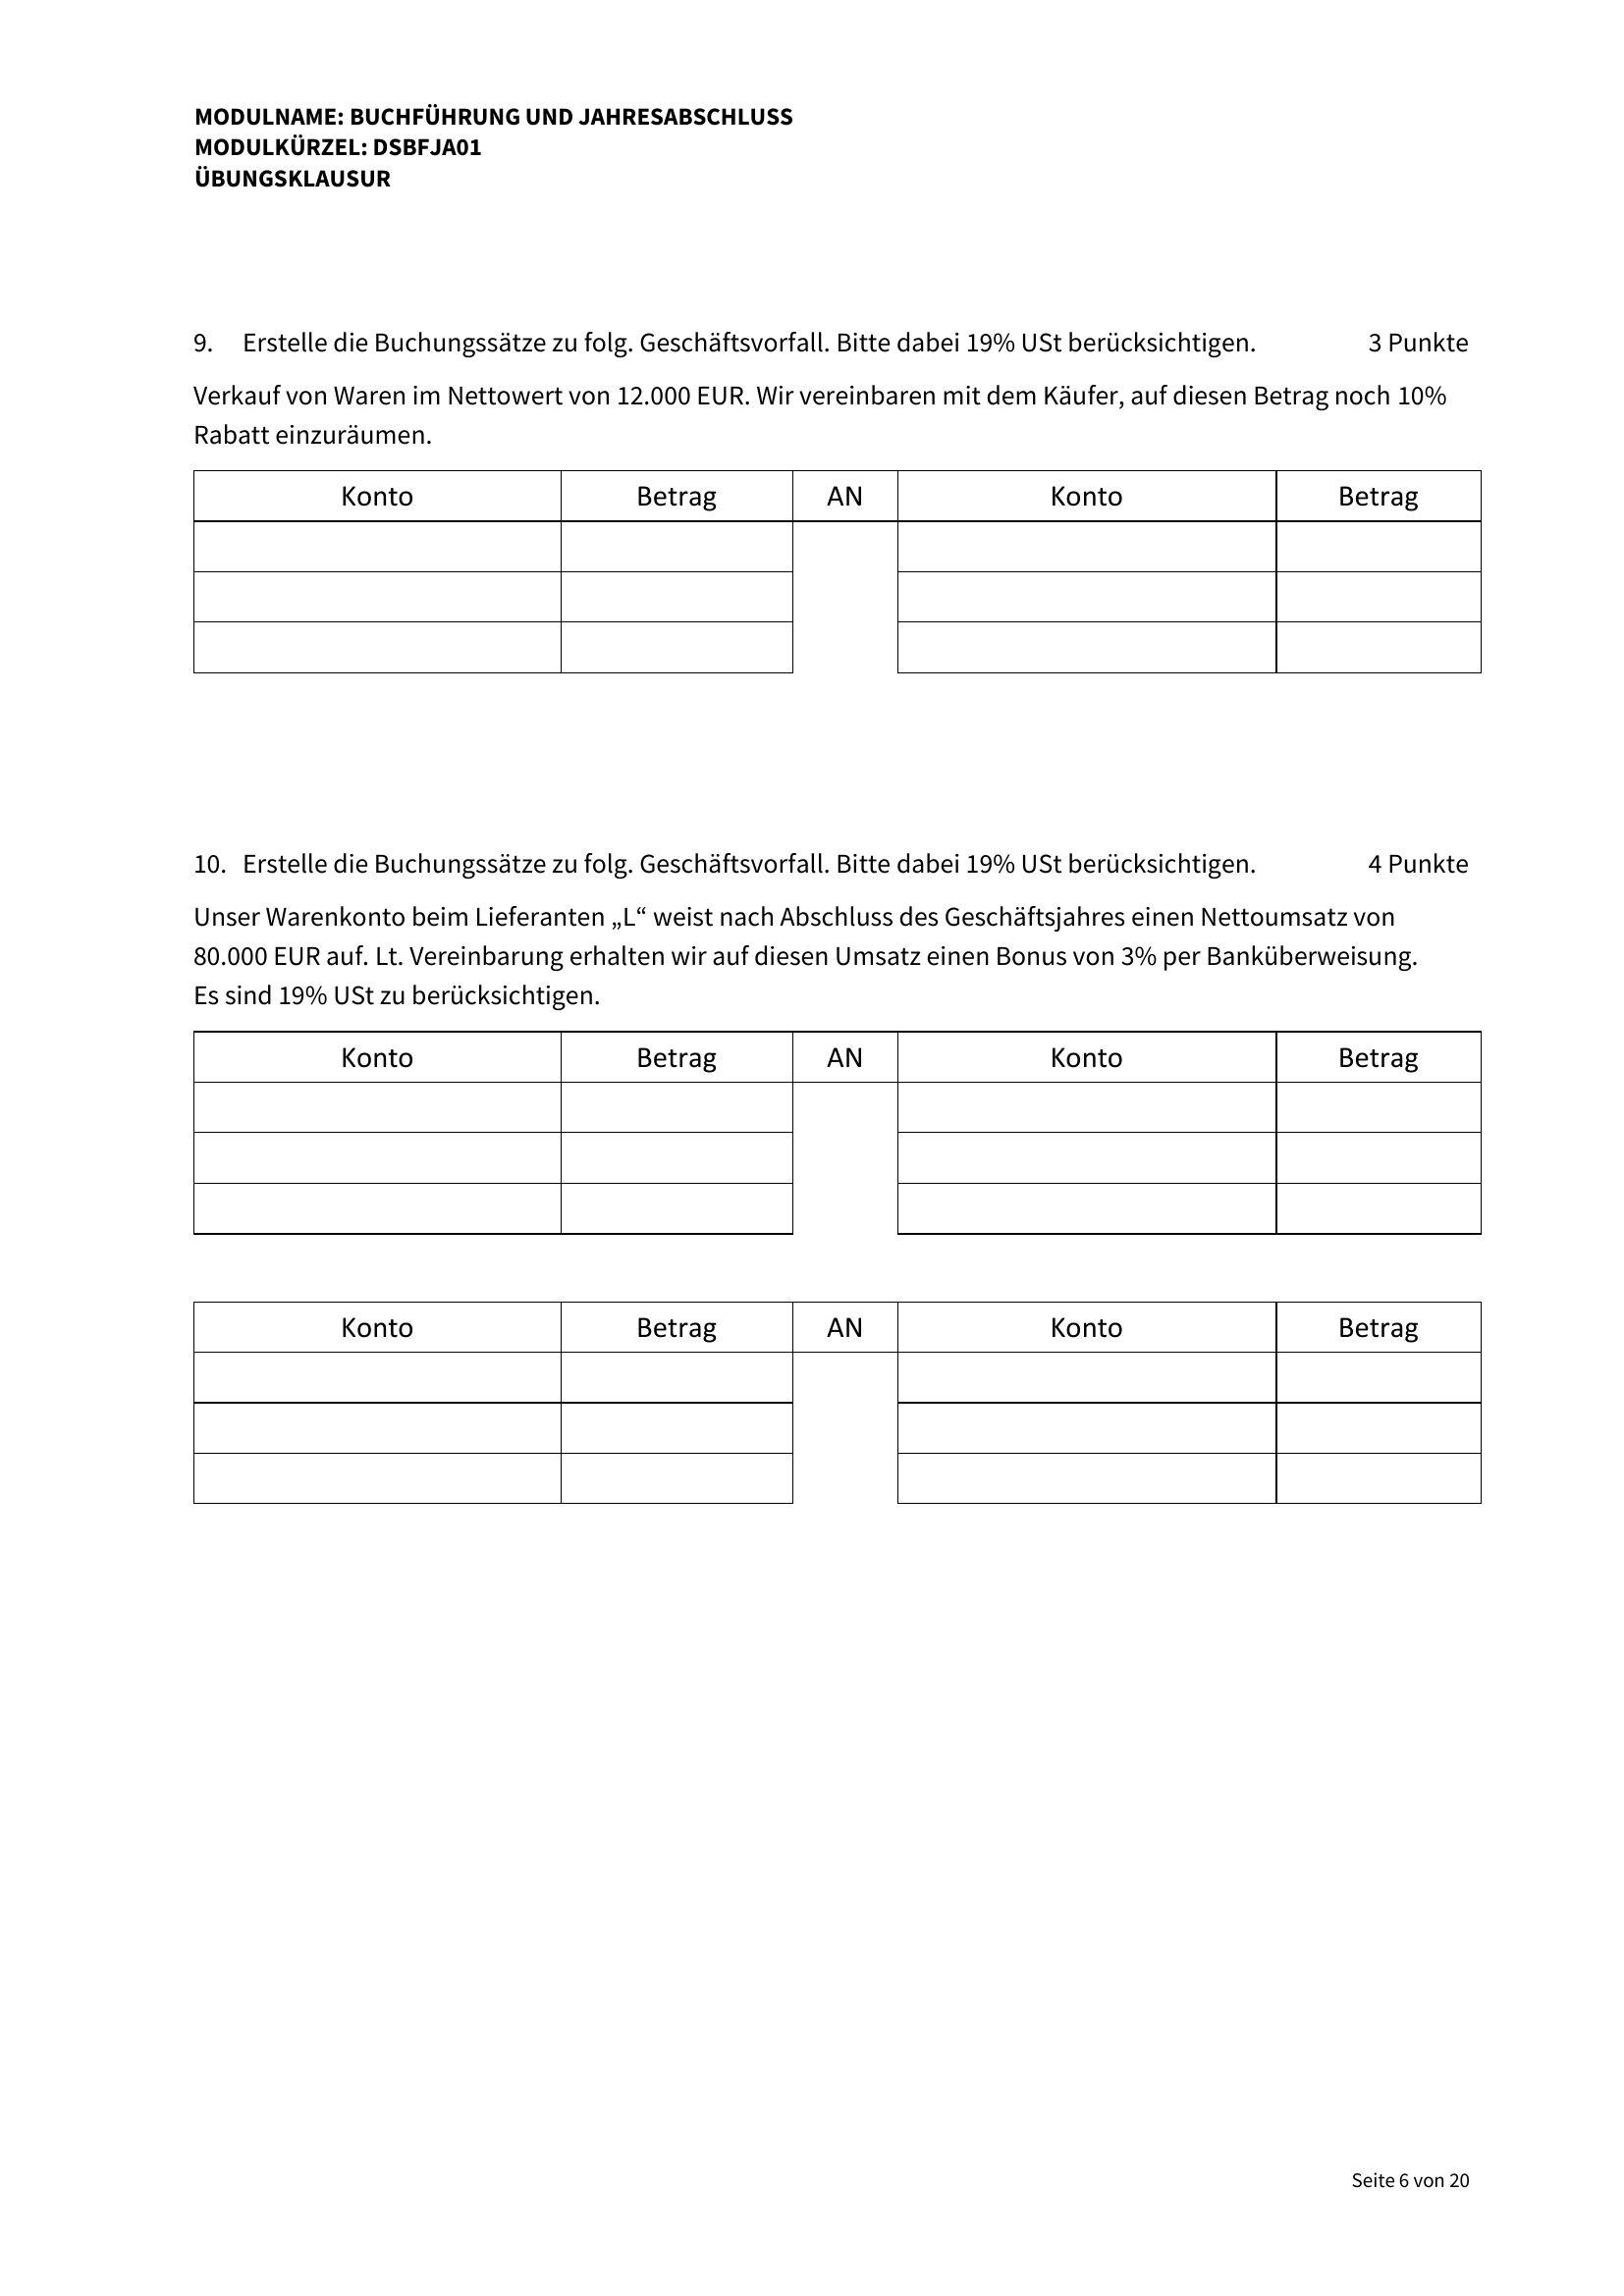 MODULNAME: BUCHFÜHRUNG UND JAHRESABSCHLUSS
MODULKÜRZEL: DSBFJA01
ÜBUNGSKLAUSUR
9. Erstelle die Buchungssätze zu folg. Geschäftsvorfall. Bitte dabei 19% USt berücksichtigen. 3 Punkte
Verkauf von Waren im Nettowert von 12.000 EUR. Wir vereinbaren mit dem Käufer, auf diesen Betrag noch 10%
Rabatt einzuräumen.
Konto Betrag AN Konto Betrag
10. Erstelle die Buchungssätze zu folg. Geschäftsvorfall. Bitte dabei 19% USt berücksichtigen. 4 Punkte
Unser Warenkonto beim Lieferanten „L“ weist nach Abschluss des Geschäftsjahres einen Nettoumsatz von
80.000 EUR auf. Lt. Vereinbarung erhalten wir auf diesen Umsatz einen Bonus von 3% per Banküberweisung.
Es sind 19% USt zu berücksichtigen.
Konto Betrag AN Konto Betrag
Konto Betrag AN Konto Betrag
Seite 6 von 20